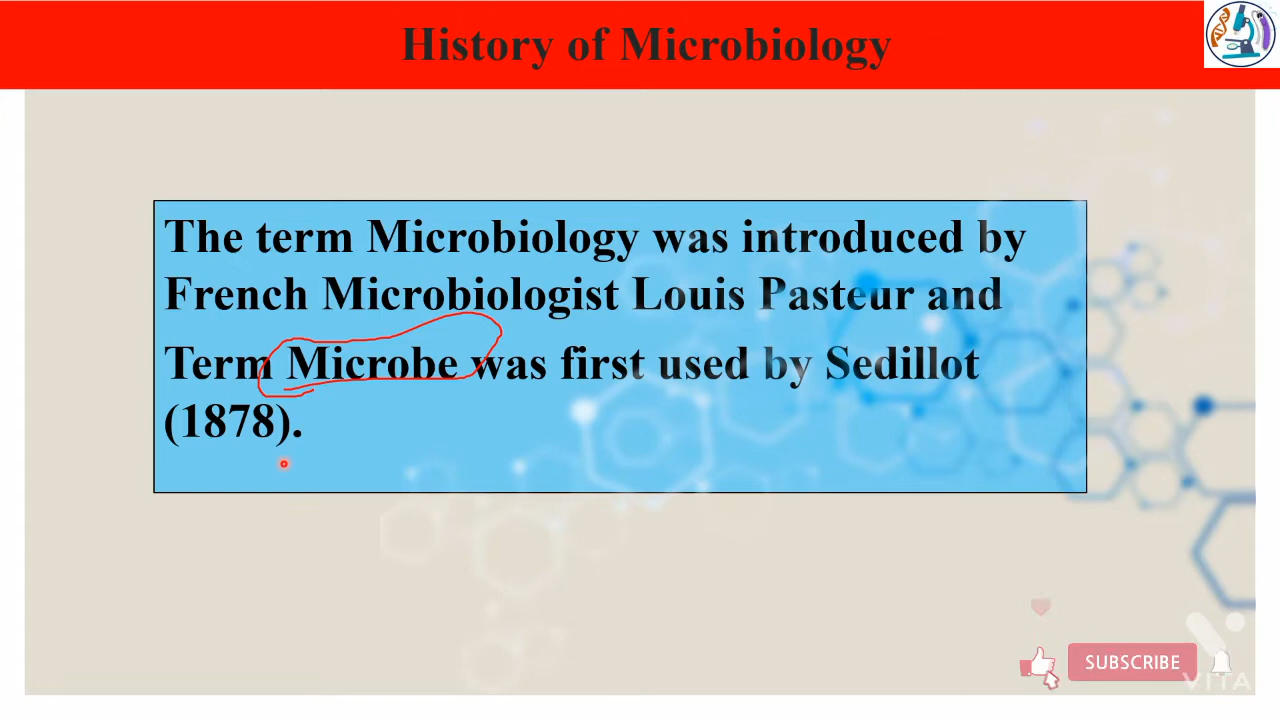 History of Microbiology
The term Microbiology was introduced by
French Microbiologist Louis Pasteur and
Term Microbe was first used by Sedillot
(1878).
SUBSCRIBE
VITA